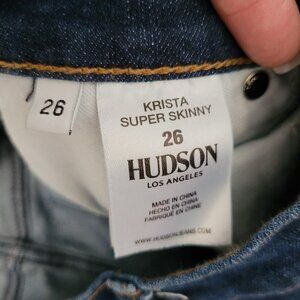 26
KRISTA
SUPER SKINNY
26
HUDSON
LOS ANGELES
MADE IN CHINA
HECHO EN CHINA
FABRIQUÉ EN CHINE
WWW.HUDSONJEANS.COM